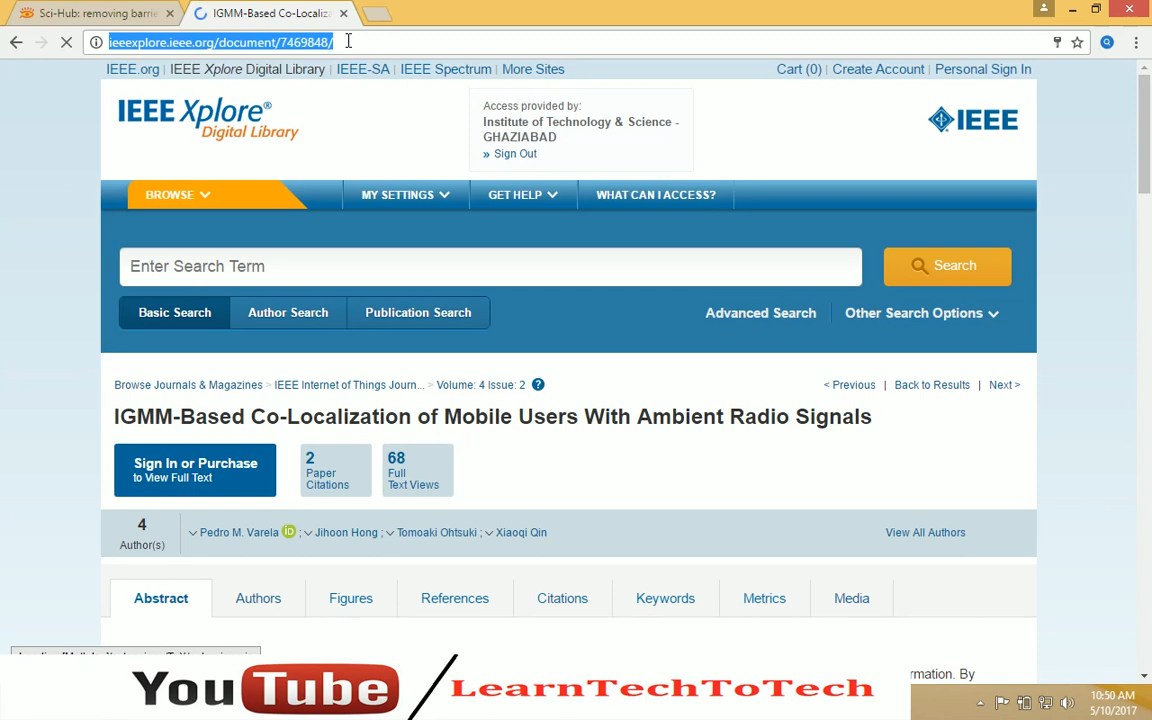 Sci-Hub: removing barrie
IGMM-Based Co-Localiza
ieeexplore.ieee.org/document/7469848/
IEEE.org | IEEE Xplore Digital Library | IEEE-SA | IEEE Spectrum | More Sites
Cart (0) | Create Account | Personal Sign In
IEEE Xplore®
Digital Library
Access provided by:
Institute of Technology & Science -
GHAZIABAD
» Sign Out
IEEE
BROWSE
MY SETTINGS
GET HELP
WHAT CAN I ACCESS?
Enter Search Term
Search
Basic Search
Author Search
Publication Search
Advanced Search
Other Search Options
Browse Journals & Magazines > IEEE Internet of Things Journ... > Volume: 4 Issue: 2 ?
< Previous | Back to Results | Next >
IGMM-Based Co-Localization of Mobile Users With Ambient Radio Signals
Sign In or Purchase
to View Full Text
2
Paper
Citations
68
Full
Text Views
4
Author(s)
Pedro M. Varela iD ; Jihoon Hong ; Tomoaki Ohtsuki ; Xiaoqi Qin
View All Authors
Abstract
Authors
Figures
References
Citations
Keywords
Metrics
Media
rmation. By
YouTube
LearnTechToTech
10:50 AM
5/10/2017